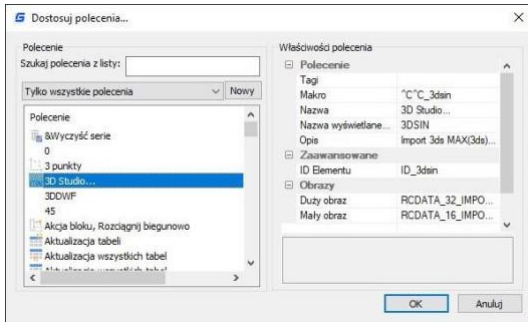 Dostosuj polecenia...
Polecenie
Szukaj polecenia z listy:
Tylko wszystkie polecenia
Nowy
Polecenie
&Wyczyść serie
0
3 punkty
3D Studio...
3DDWF
45
Akcja bloku, Rozciągnij biegunowo
Aktualizacja tabeli
Aktualizacja wszystkich tabel
Aktualizacja wszystkich tabel
Właściwości polecenia
Polecenie
Tagi
Makro ^C^C_3dsin
Nazwa 3D Studio...
Nazwa wyświetlane... 3DSIN
Opis Import 3ds MAX(3ds)...
Zaawansowane
ID Elementu ID_3dsin
Obrazy
Duży obraz RCDATA_32_IMPO...
Mały obraz RCDATA_16_IMPO...
OK
Anuluj